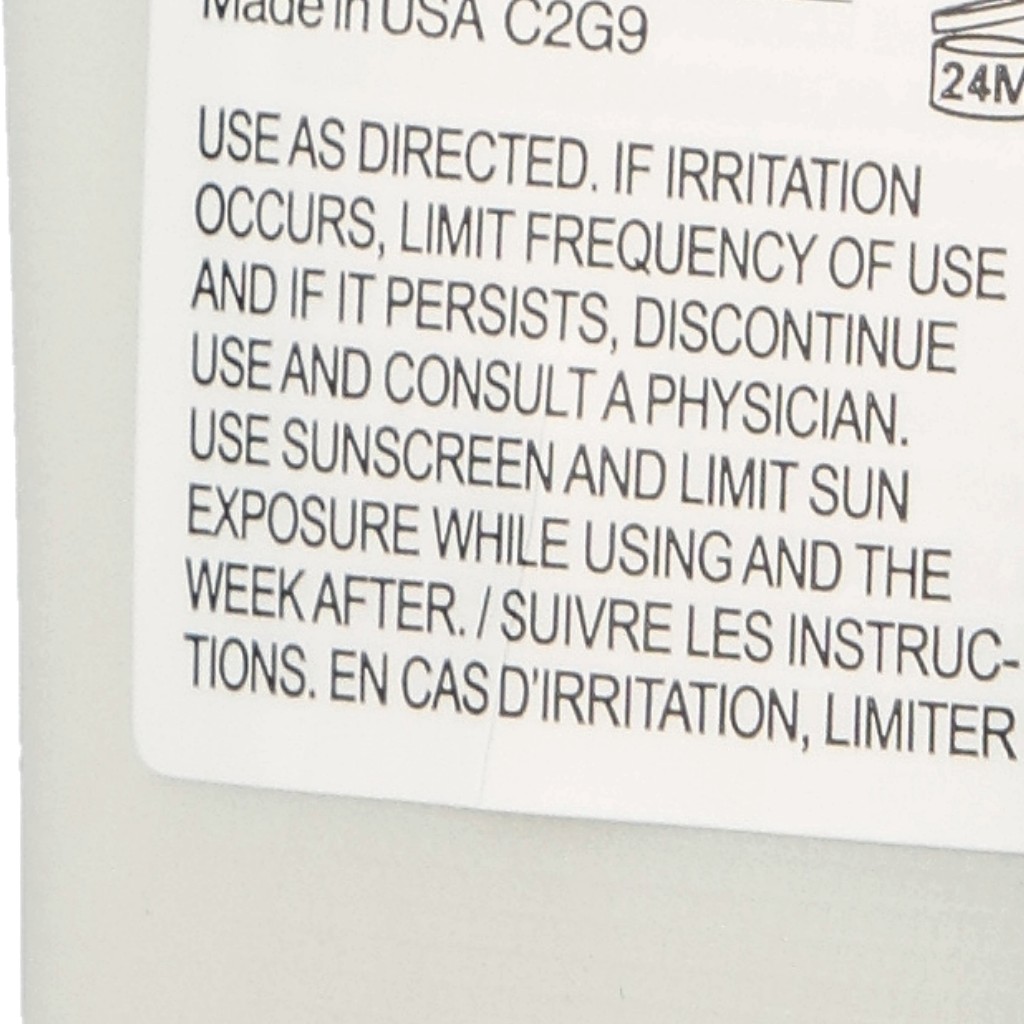 Made in USA C2G9
24M
USE AS DIRECTED. IF IRRITATION
OCCURS, LIMIT FREQUENCY OF USE
AND IF IT PERSISTS, DISCONTINUE
USE AND CONSULT A PHYSICIAN.
USE SUNSCREEN AND LIMIT SUN
EXPOSURE WHILE USING AND THE
WEEK AFTER. / SUIVRE LES INSTRUC-
TIONS. EN CAS D'IRRITATION, LIMITER